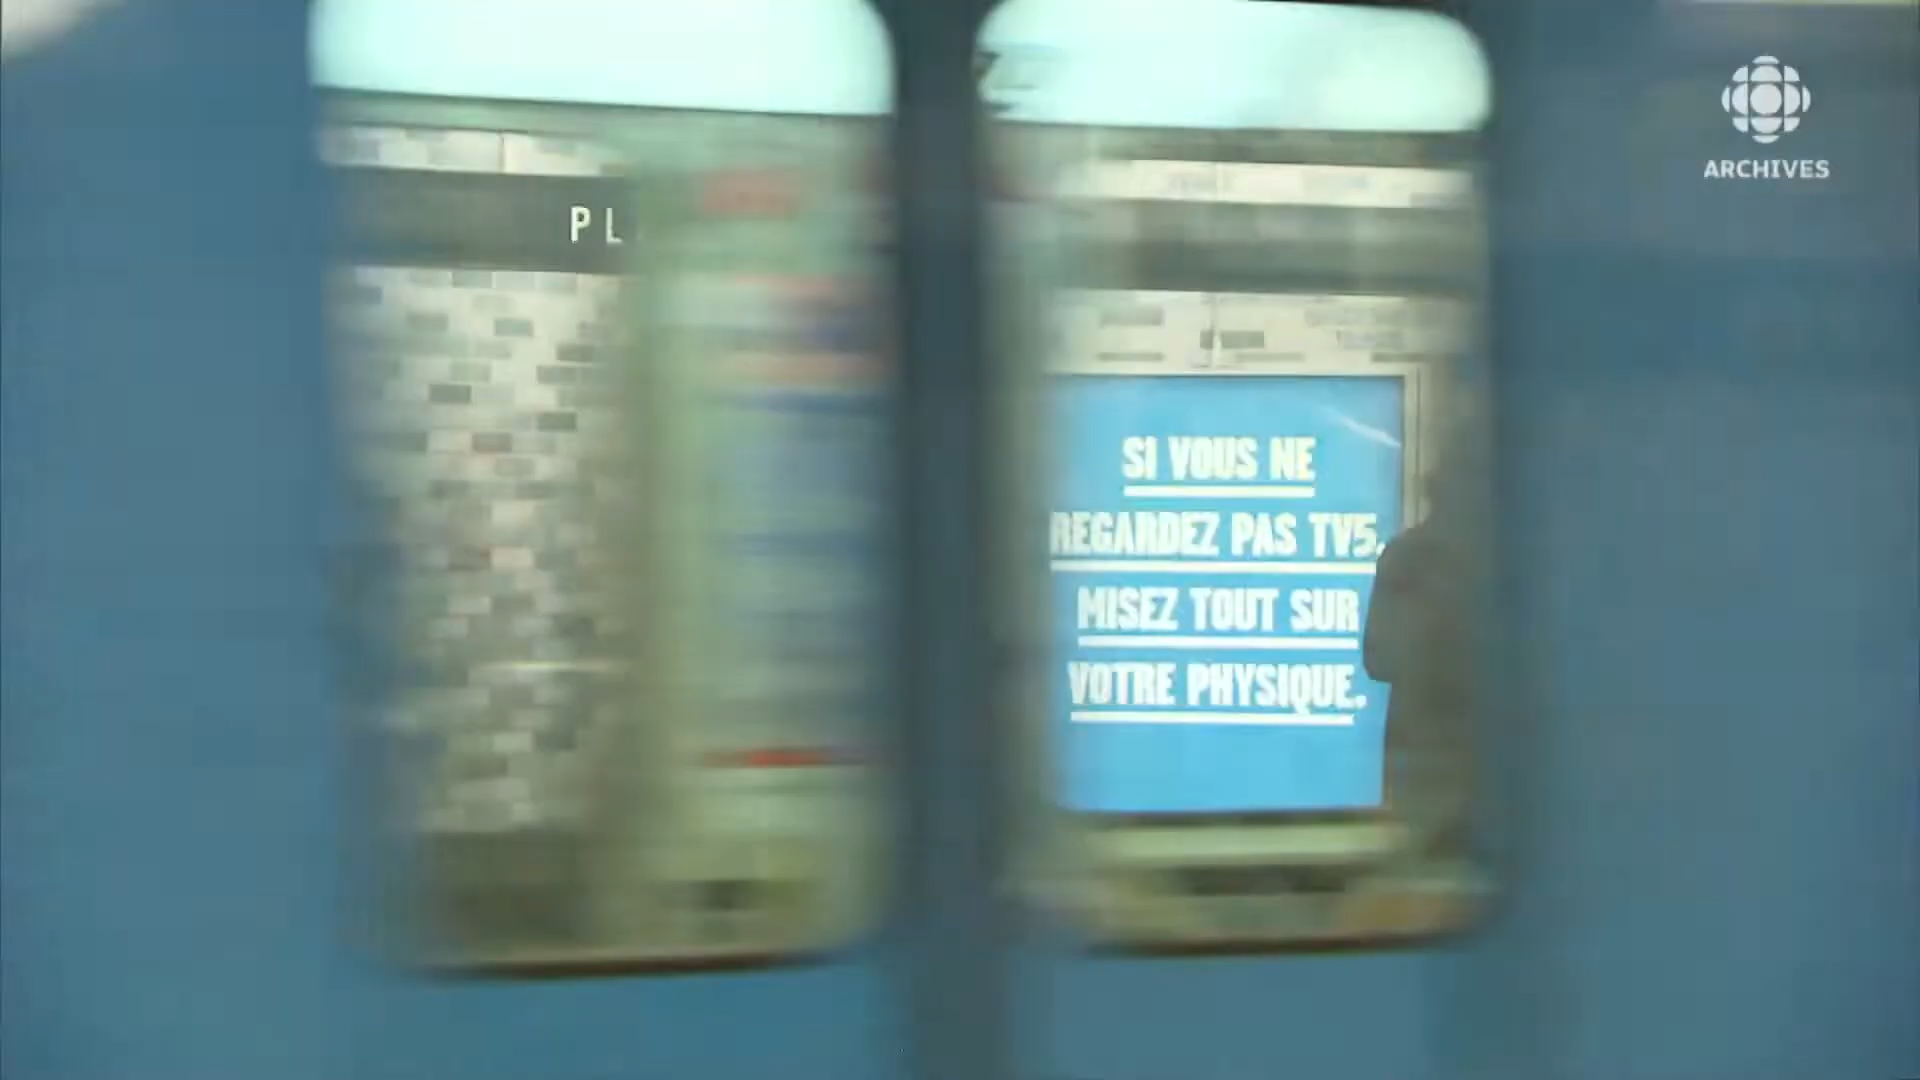 ARCHIVES
PL
SI VOUS NE
REGARDEZ PAS TV5,
MISEZ TOUT SUR
VOTRE PHYSIQUE.